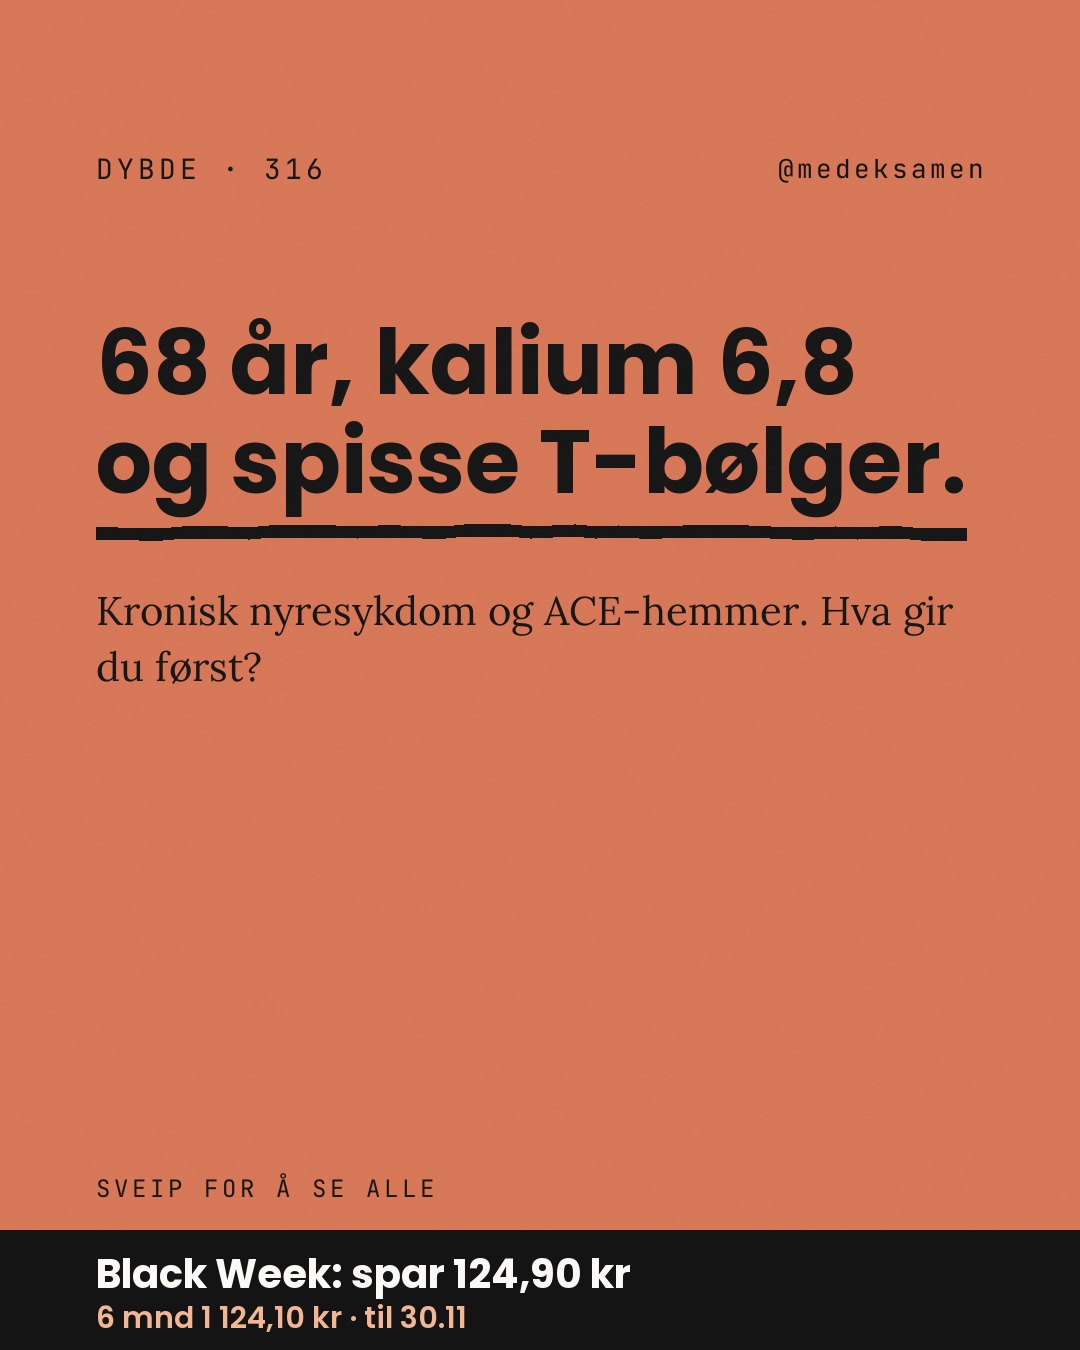 DYBDE · 316
@medeksamen
68 år, kalium 6,8
og spisse T-bølger.
Kronisk nyresykdom og ACE-hemmer. Hva gir
du først?
SVEIP FOR Å SE ALLE
Black Week: spar 124,90 kr
6 mnd 1 124,10 kr · til 30.11